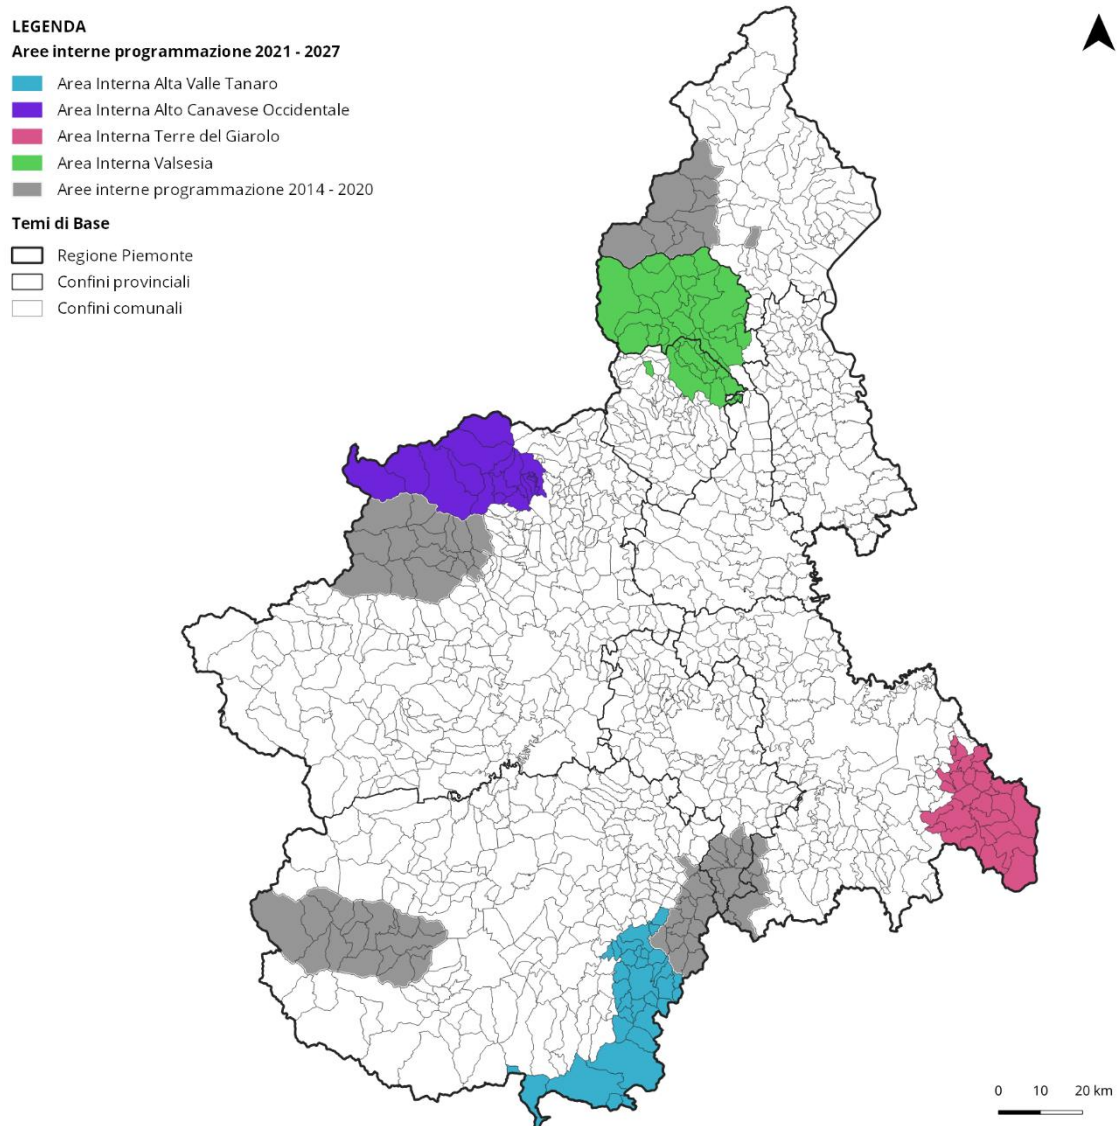 LEGENDA
Aree interne programmazione 2021 - 2027
Area Interna Alta Valle Tanaro
Area Interna Alto Canavese Occidentale
Area Interna Terre del Giarolo
Area Interna Valsesia
Aree interne programmazione 2014 - 2020
Temi di Base
Regione Piemonte
Confini provinciali
Confini comunali
0 10 20 km